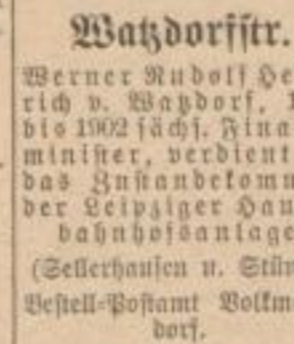 Watzdorfstr.
Werner Rudolf He
rich v. Watzdorf, 1
bis 1902 sächs. Fina
minister, verdient
das Zustandekomm
der Leipziger Hau
bahnhofsanlage
(Sellerhausen u. Stün
Bestell-Postamt Volkm
dorf.